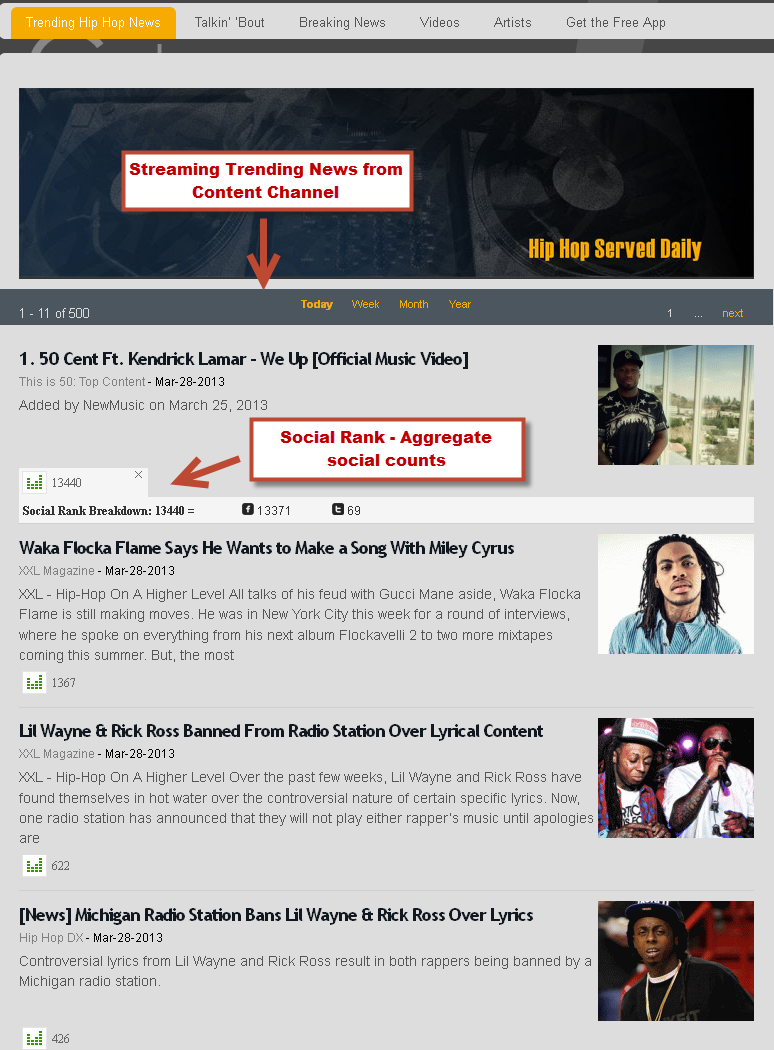 Trending Hip Hop News Talkin' 'Bout Breaking News Videos Artists Get the Free App
Streaming Trending News from
Content Channel
Hip Hop Served Daily
1 - 11 of 500 Today Week Month Year 1 ... next
1. 50 Cent Ft. Kendrick Lamar - We Up [Official Music Video]
This is 50: Top Content - Mar-28-2013
Added by NewMusic on March 25, 2013
Social Rank - Aggregate
social counts
13440
Social Rank Breakdown: 13440 = 13371 69
Waka Flocka Flame Says He Wants to Make a Song With Miley Cyrus
XXL Magazine - Mar-28-2013
XXL - Hip-Hop On A Higher Level All talks of his feud with Gucci Mane aside, Waka Flocka
Flame is still making moves. He was in New York City this week for a round of interviews,
where he spoke on everything from his next album Flockavelli 2 to two more mixtapes
coming this summer. But, the most
1367
Lil Wayne & Rick Ross Banned From Radio Station Over Lyrical Content
XXL Magazine - Mar-28-2013
XXL - Hip-Hop On A Higher Level Over the past few weeks, Lil Wayne and Rick Ross have
found themselves in hot water over the controversial nature of certain specific lyrics. Now,
one radio station has announced that they will not play either rapper's music until apologies
are
622
[News] Michigan Radio Station Bans Lil Wayne & Rick Ross Over Lyrics
Hip Hop DX - Mar-28-2013
Controversial lyrics from Lil Wayne and Rick Ross result in both rappers being banned by a
Michigan radio station.
426